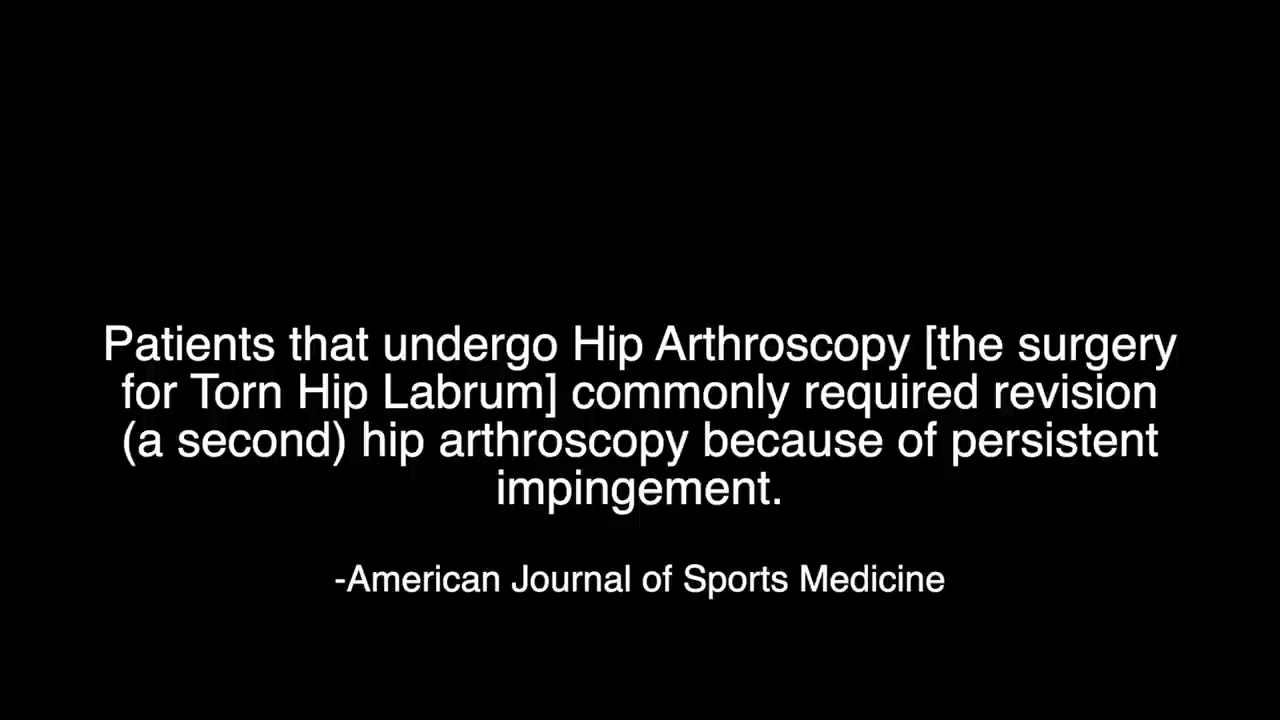 Patients that undergo Hip Arthroscopy [the surgery
for Torn Hip Labrum] commonly required revision
(a second) hip arthroscopy because of persistent
impingement.
-American Journal of Sports Medicine